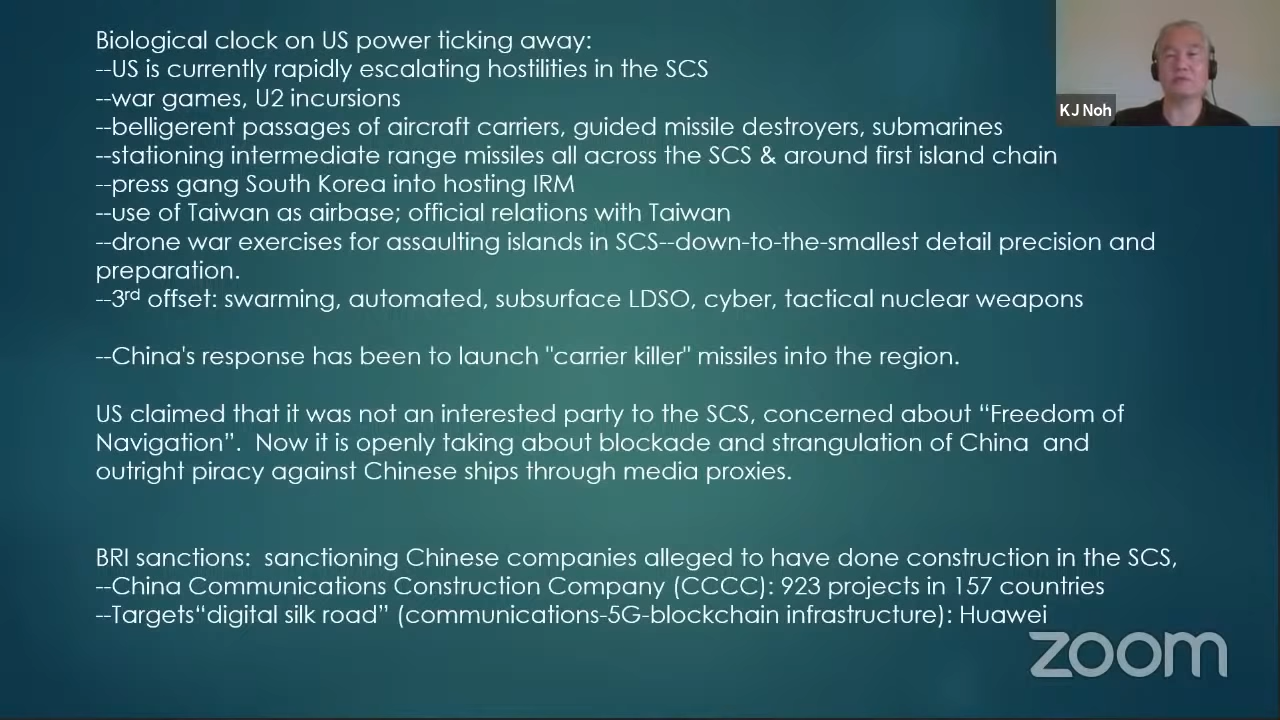 Biological clock on US power ticking away:
--US is currently rapidly escalating hostilities in the SCS
--war games, U2 incursions
--belligerent passages of aircraft carriers, guided missile destroyers, submarines
--stationing intermediate range missiles all across the SCS & around first island chain
--press gang South Korea into hosting IRM
--use of Taiwan as airbase; official relations with Taiwan
--drone war exercises for assaulting islands in SCS--down-to-the-smallest detail precision and
preparation.
--3rd offset: swarming, automated, subsurface LDSO, cyber, tactical nuclear weapons
--China's response has been to launch "carrier killer" missiles into the region.
US claimed that it was not an interested party to the SCS, concerned about “Freedom of
Navigation”.  Now it is openly taking about blockade and strangulation of China  and
outright piracy against Chinese ships through media proxies.
BRI sanctions:  sanctioning Chinese companies alleged to have done construction in the SCS,
--China Communications Construction Company (CCCC): 923 projects in 157 countries
--Targets“digital silk road” (communications-5G-blockchain infrastructure): Huawei
KJ Noh
zoom